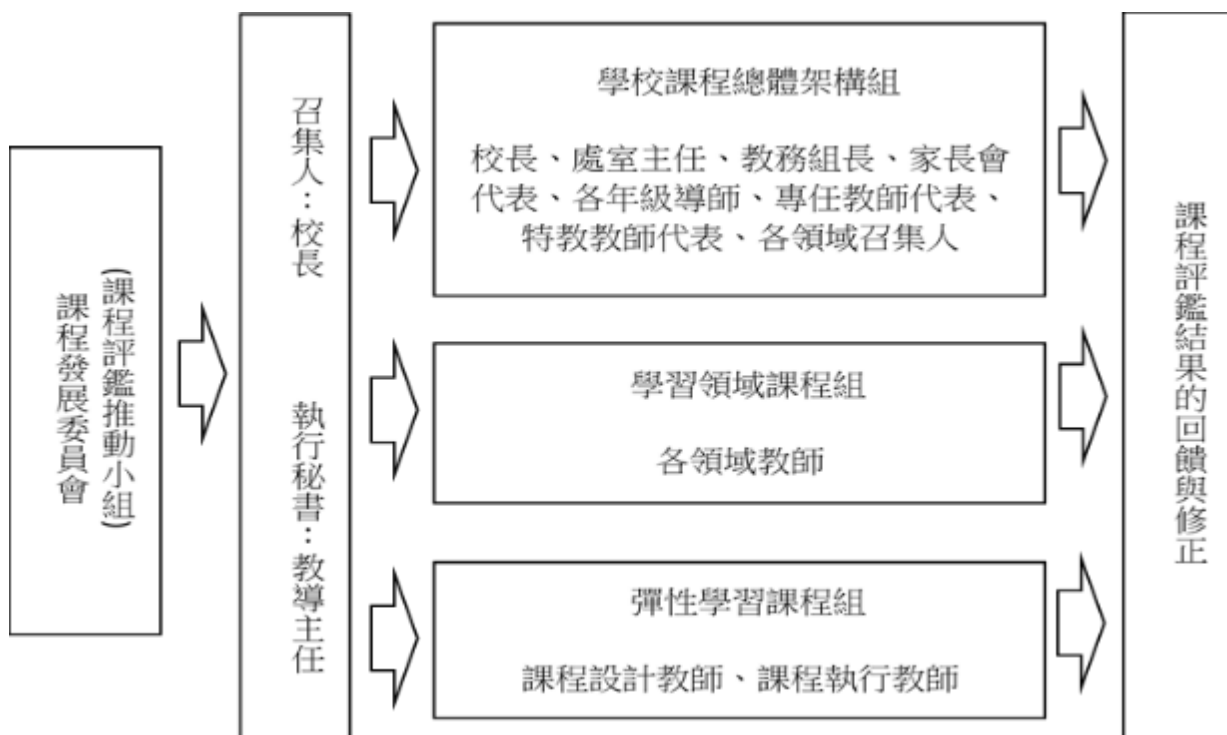 課程發展委員會
(課程評鑑推動小組)
召集人：校長
執行秘書：教導主任
學校課程總體架構組
校長、處室主任、教務組長、家長會
代表、各年級導師、專任教師代表、
特教教師代表、各領域召集人
學習領域課程組
各領域教師
彈性學習課程組
課程設計教師、課程執行教師
課程評鑑結果的回饋與修正